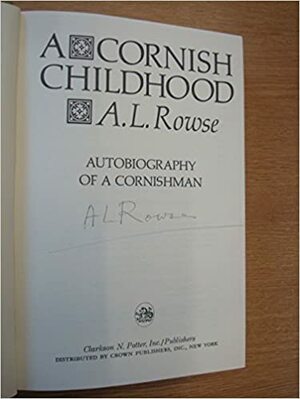 A CORNISH
CHILDHOOD
A.L. Rowse
AUTOBIOGRAPHY
OF A CORNISHMAN
A L Rowse
Clarkson N. Potter, Inc./Publishers
DISTRIBUTED BY CROWN PUBLISHERS, INC., NEW YORK